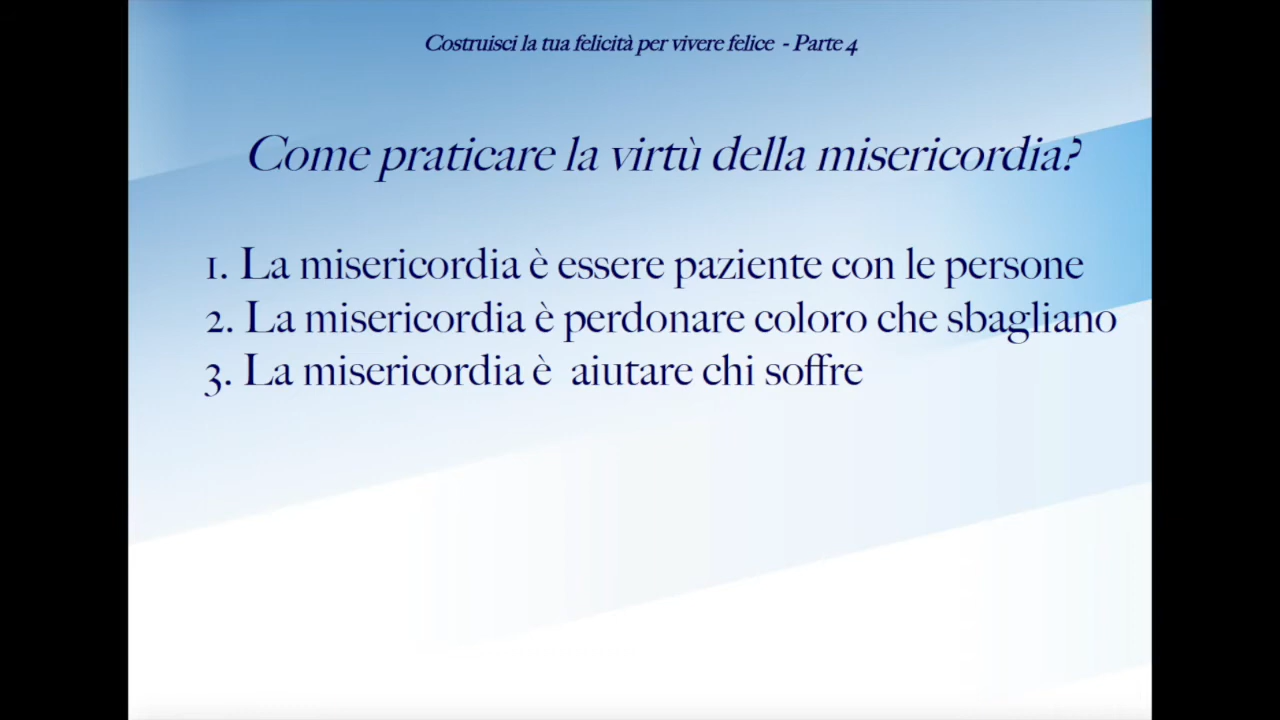 Costruisci la tua felicità per vivere felice - Parte 4
Come praticare la virtù della misericordia?
1. La misericordia è essere paziente con le persone
2. La misericordia è perdonare coloro che sbagliano
3. La misericordia è aiutare chi soffre